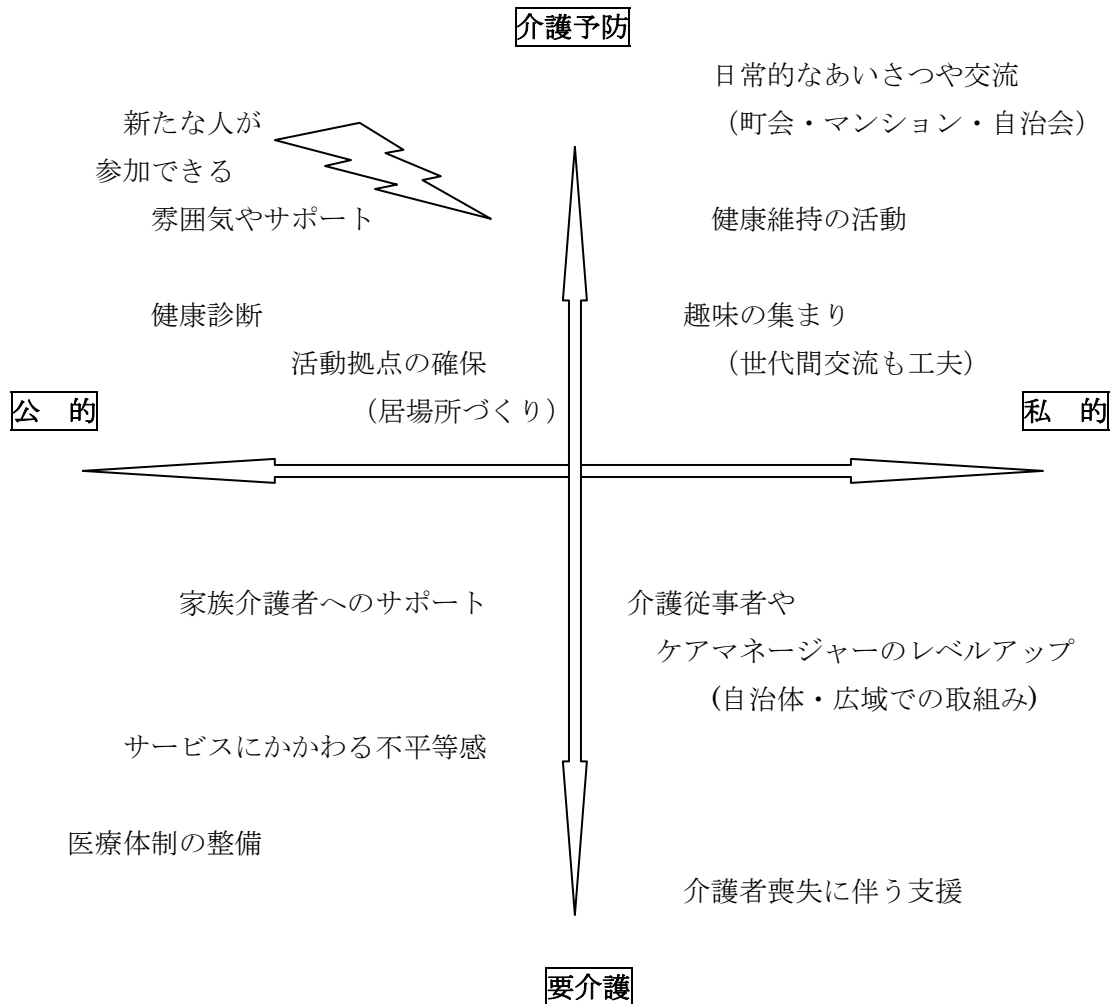 介護予防
日常的なあいさつや交流
（町会・マンション・自治会）
新たな人が
参加できる
雰囲気やサポート
健康維持の活動
健康診断
趣味の集まり
活動拠点の確保
（世代間交流も工夫）
（居場所づくり）
公　的
私　的
家族介護者へのサポート
介護従事者や
ケアマネージャーのレベルアップ
(自治体・広域での取組み)
サービスにかかわる不平等感
医療体制の整備
介護者喪失に伴う支援
要介護